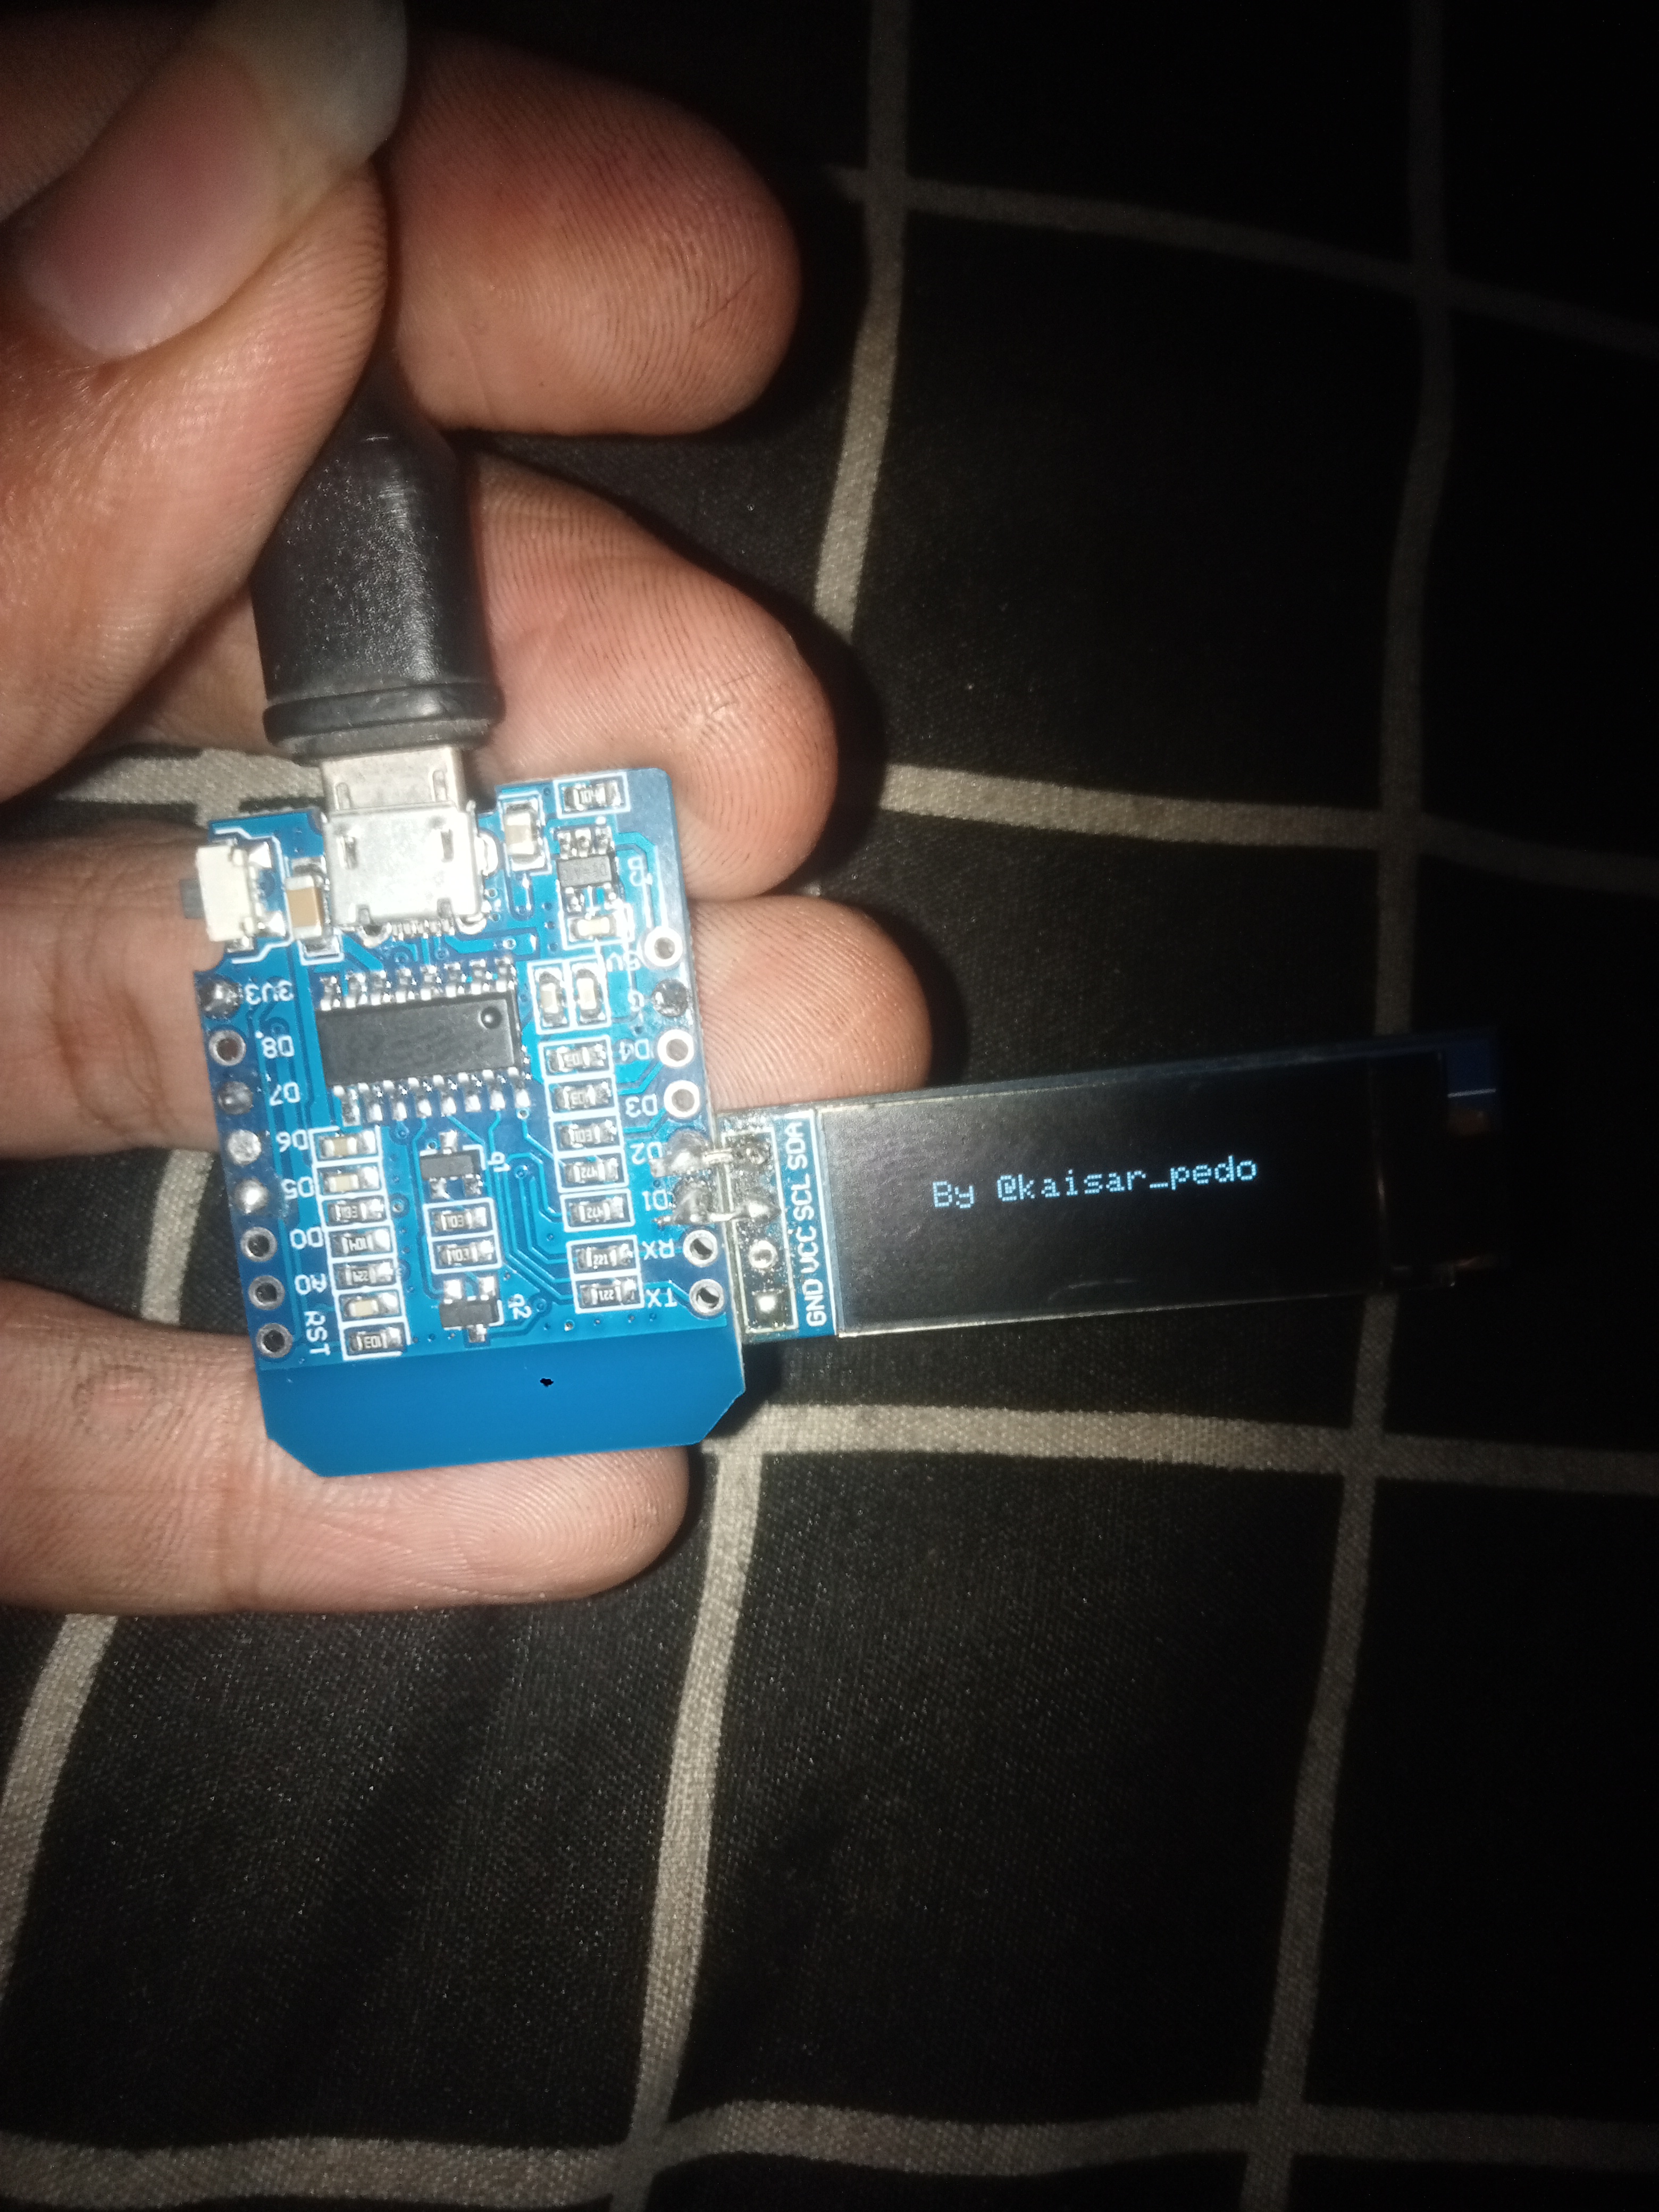 By @kaisar_pedo
GND VCC SCL SDA
5V
G
D4
D3
D2
D1
RX
TX
3V3
D8
D7
D6
D5
D0
A0
RST